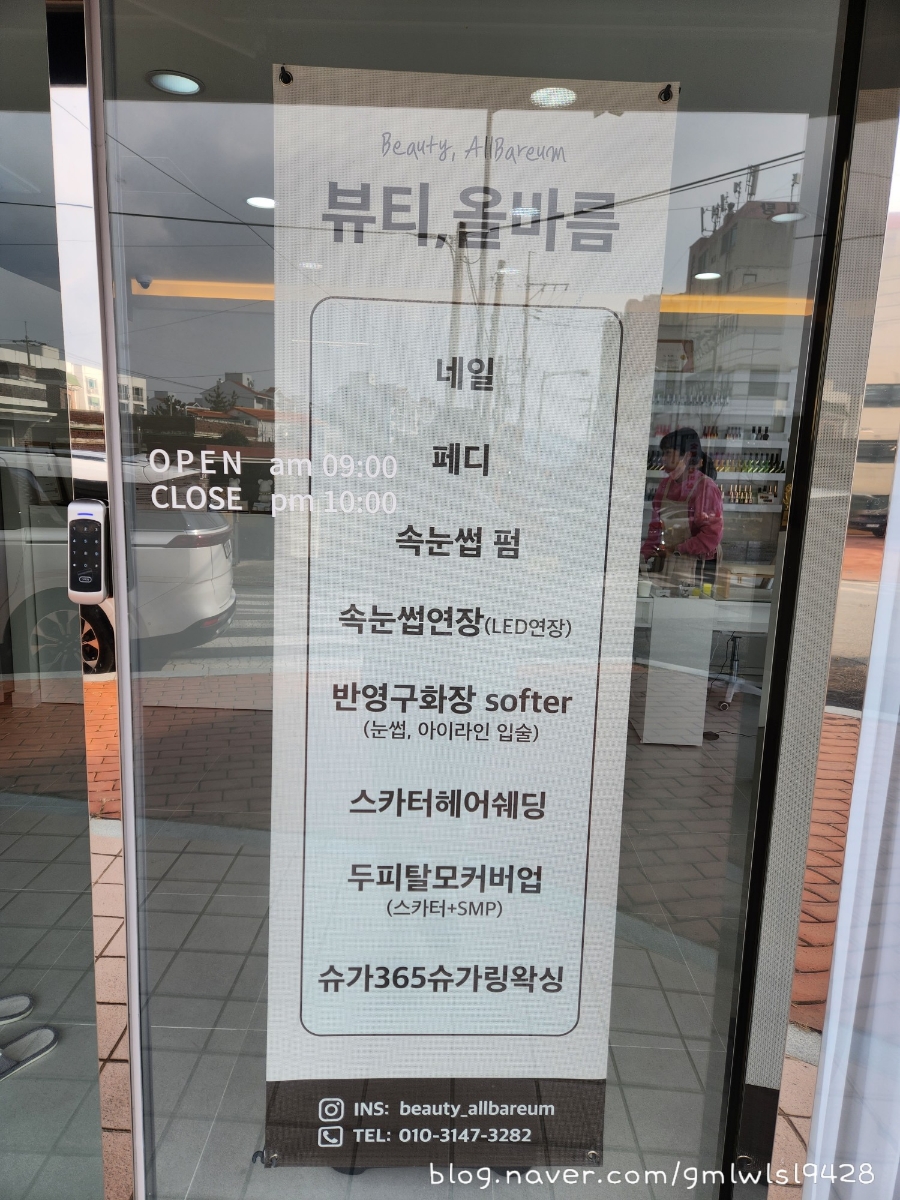 Beauty, AllBareum
뷰티,올바름
네일
페디
OPEN am 09:00
CLOSE pm 10:00
속눈썹 펌
속눈썹연장(LED연장)
반영구화장 softer
(눈썹, 아이라인 입술)
스카터헤어쉐딩
두피탈모커버업
(스카터+SMP)
슈가365슈가링왁싱
INS: beauty_allbareum
TEL: 010-3147-3282
blog.naver.com/gmlwls19428